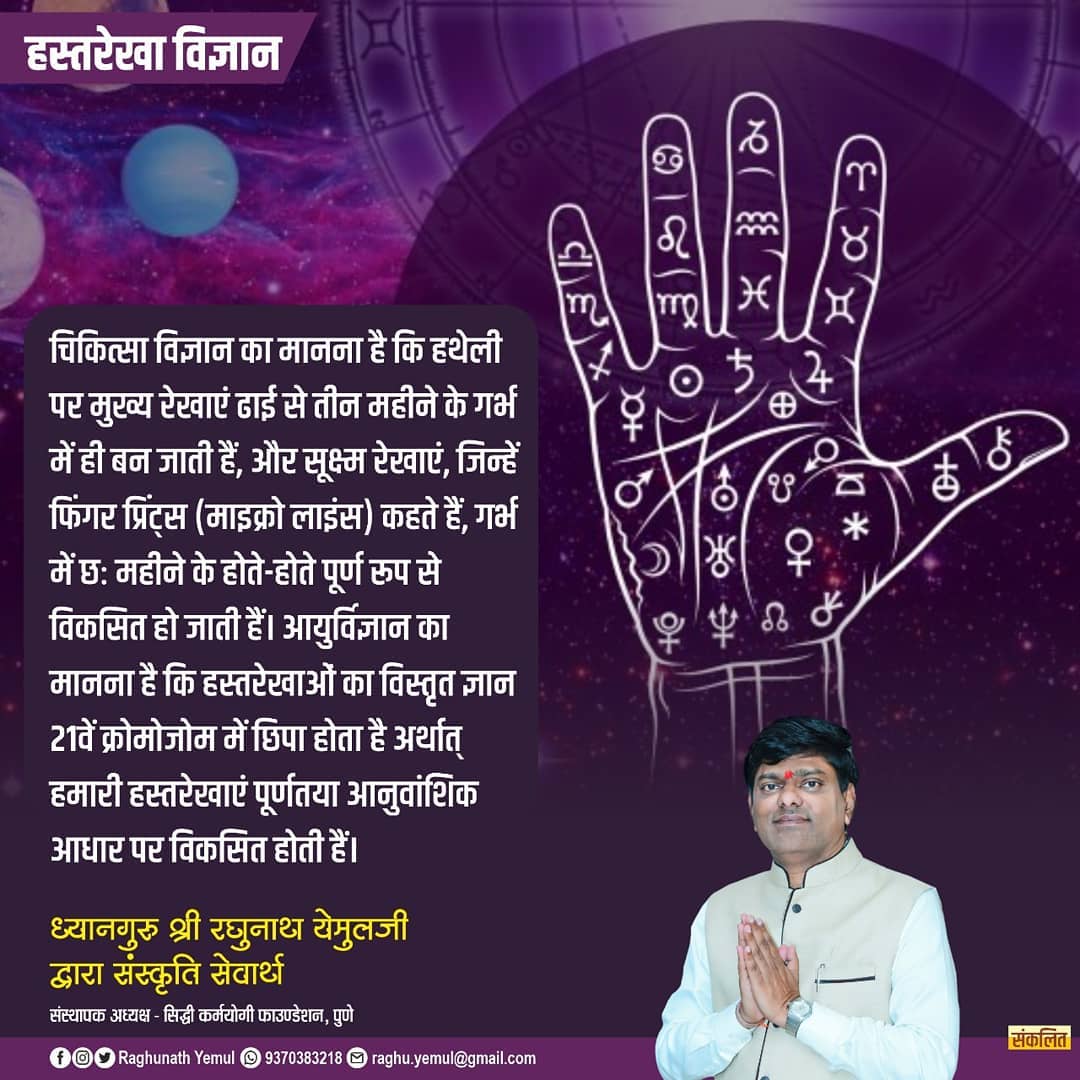 हस्तरेखा विज्ञान
चिकित्सा विज्ञान का मानना है कि हथेली
पर मुख्य रेखाएं ढाई से तीन महीने के गर्भ
में ही बन जाती हैं, और सूक्ष्म रेखाएं, जिन्हें
फिंगर प्रिंट्स (माइक्रो लाइंस) कहते हैं, गर्भ
में छः महीने के होते-होते पूर्ण रूप से
विकसित हो जाती हैं। आयुर्विज्ञान का
मानना है कि हस्तरेखाओं का विस्तृत ज्ञान
21वें क्रोमोजोम में छिपा होता है अर्थात्
हमारी हस्तरेखाएं पूर्णतया आनुवांशिक
आधार पर विकसित होती हैं।
ध्यानगुरु श्री रघुनाथ येमुलजी
द्वारा संस्कृति सेवार्थ
संस्थापक अध्यक्ष - सिद्धी कर्मयोगी फाउण्डेशन, पुणे
संकलित
Raghunath Yemul 9370383218 raghu.yemul@gmail.com